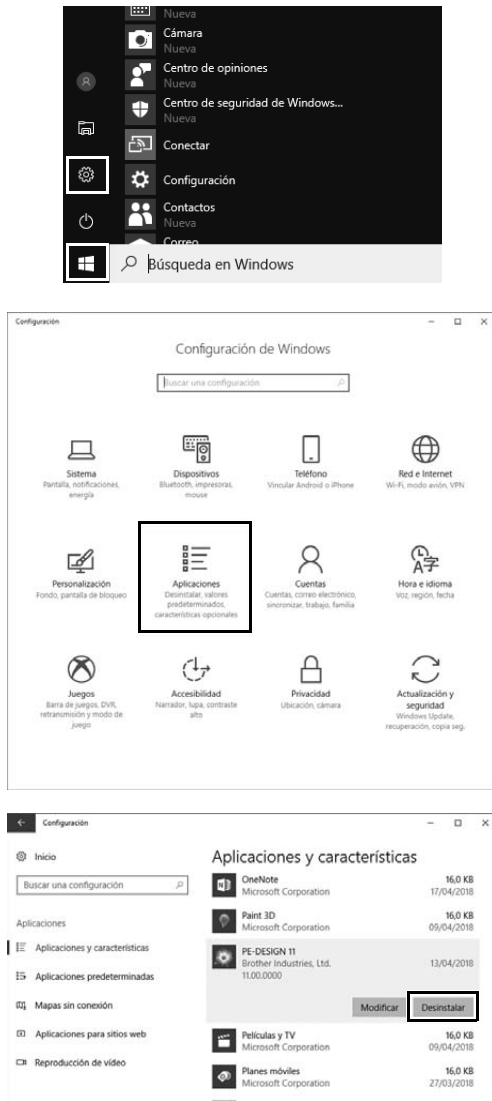 Nueva
Cámara
Nueva
Centro de opiniones
Nueva
Centro de seguridad de Windows...
Nueva
Conectar
Configuración
Contactos
Nueva
Correo
Búsqueda en Windows
Configuración
Configuración de Windows
Buscar una configuración
Sistema
Pantalla, notificaciones,
energía
Dispositivos
Bluetooth, impresoras,
mouse
Teléfono
Vincular Android o iPhone
Red e Internet
Wi-Fi, modo avión, VPN
Personalización
Fondo, pantalla de bloqueo
Aplicaciones
Desinstalar, valores
predeterminados,
características opcionales
Cuentas
Cuentas, correo electrónico,
sincronizar, trabajo, familia
Hora e idioma
Voz, región, fecha
Juegos
Barra de juegos, DVR,
retransmisión y modo de
juego
Accesibilidad
Narrador, lupa, contraste
alto
Privacidad
Ubicación, cámara
Actualización y
seguridad
Windows Update,
recuperación, copia seg.
Configuración
Inicio
Buscar una configuración
Aplicaciones
Aplicaciones y características
Aplicaciones predeterminadas
Mapas sin conexión
Aplicaciones para sitios web
Reproducción de vídeo
Aplicaciones y características
OneNote 16,0 KB
Microsoft Corporation 17/04/2018
Paint 3D 16,0 KB
Microsoft Corporation 09/04/2018
PE-DESIGN 11
Brother Industries, Ltd. 13/04/2018
11.00.0000
Modificar Desinstalar
Películas y TV 16,0 KB
Microsoft Corporation 09/04/2018
Planes móviles 16,0 KB
Microsoft Corporation 27/03/2018